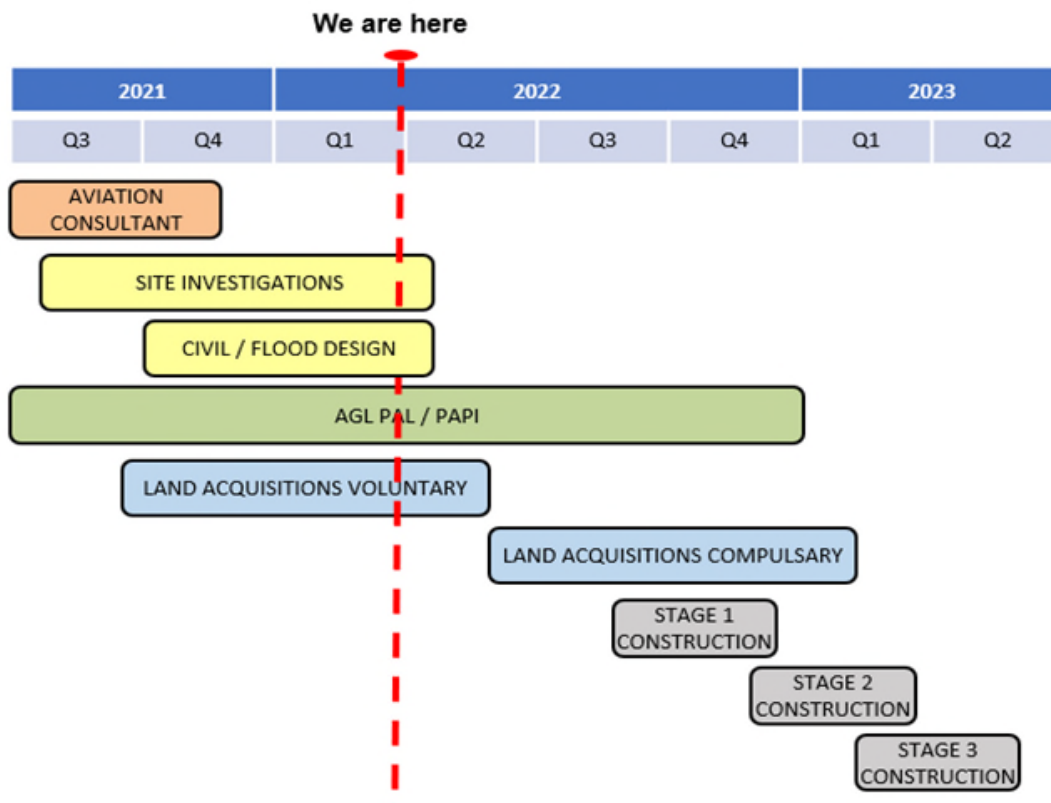 We are here
2021 2022 2023
Q3 Q4 Q1 Q2 Q3 Q4 Q1 Q2
AVIATION
CONSULTANT
SITE INVESTIGATIONS
CIVIL / FLOOD DESIGN
AGL PAL / PAPI
LAND ACQUISITIONS VOLUNTARY
LAND ACQUISITIONS COMPULSARY
STAGE 1
CONSTRUCTION
STAGE 2
CONSTRUCTION
STAGE 3
CONSTRUCTION